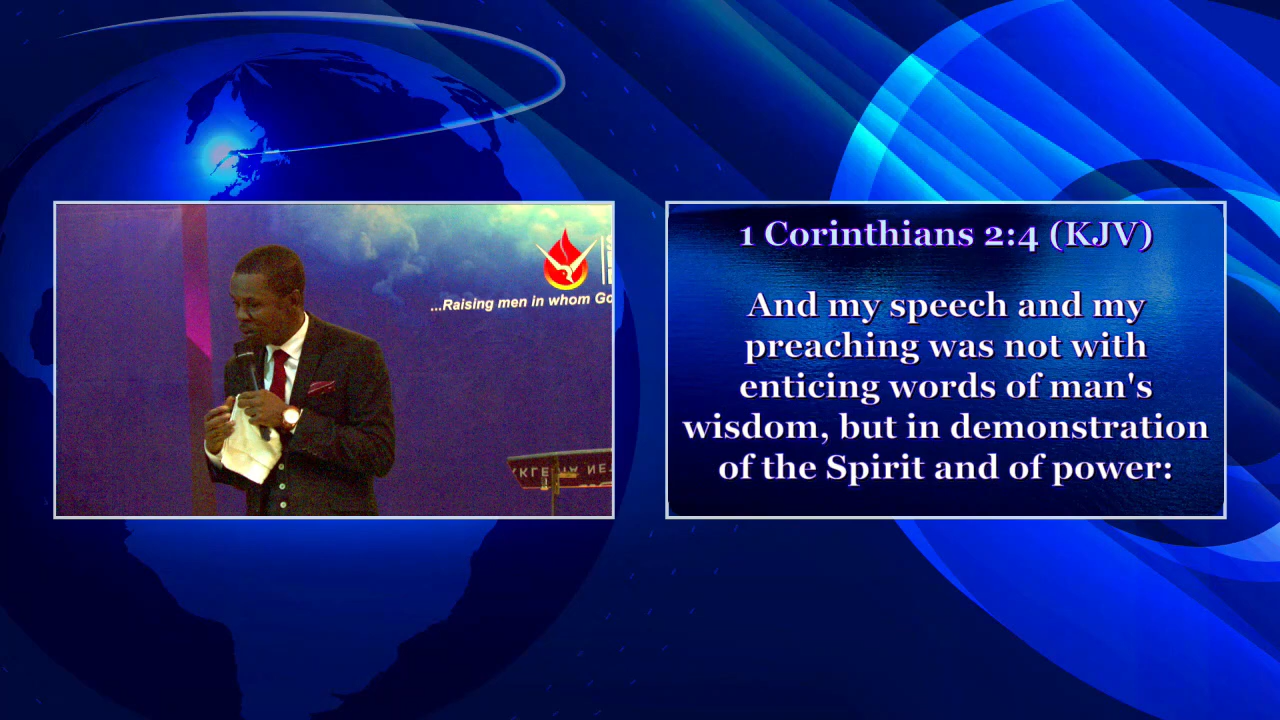 ...Raising men in whom
1 Corinthians 2:4 (KJV)
And my speech and my
preaching was not with
enticing words of man's
wisdom, but in demonstration
of the Spirit and of power: